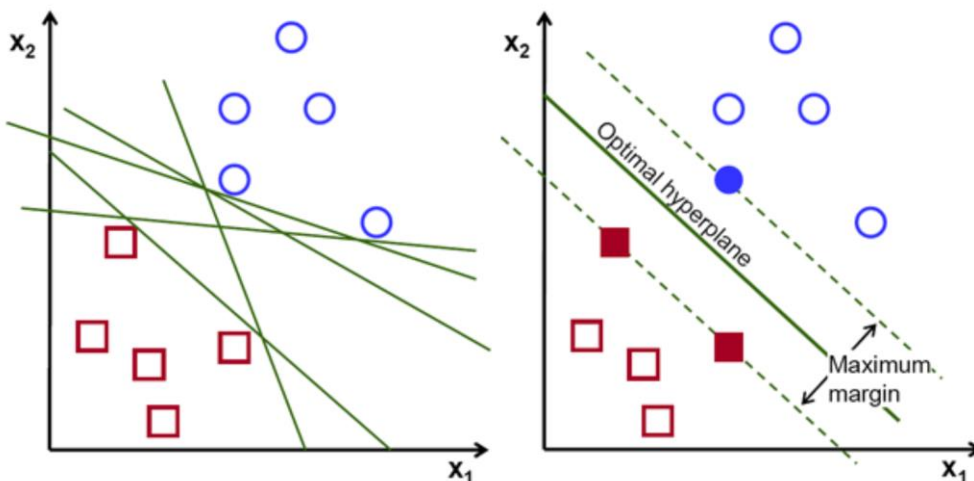 x₂
x₁
x₂
Optimal hyperplane
Maximum
margin
x₁